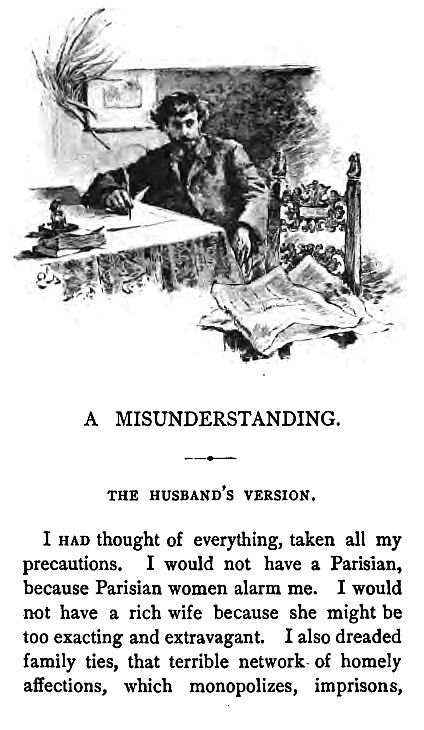 A MISUNDERSTANDING.
THE HUSBAND'S VERSION.
I HAD thought of everything, taken all my
precautions. I would not have a Parisian,
because Parisian women alarm me. I would
not have a rich wife because she might be
too exacting and extravagant. I also dreaded
family ties, that terrible network of homely
affections, which monopolizes, imprisons,